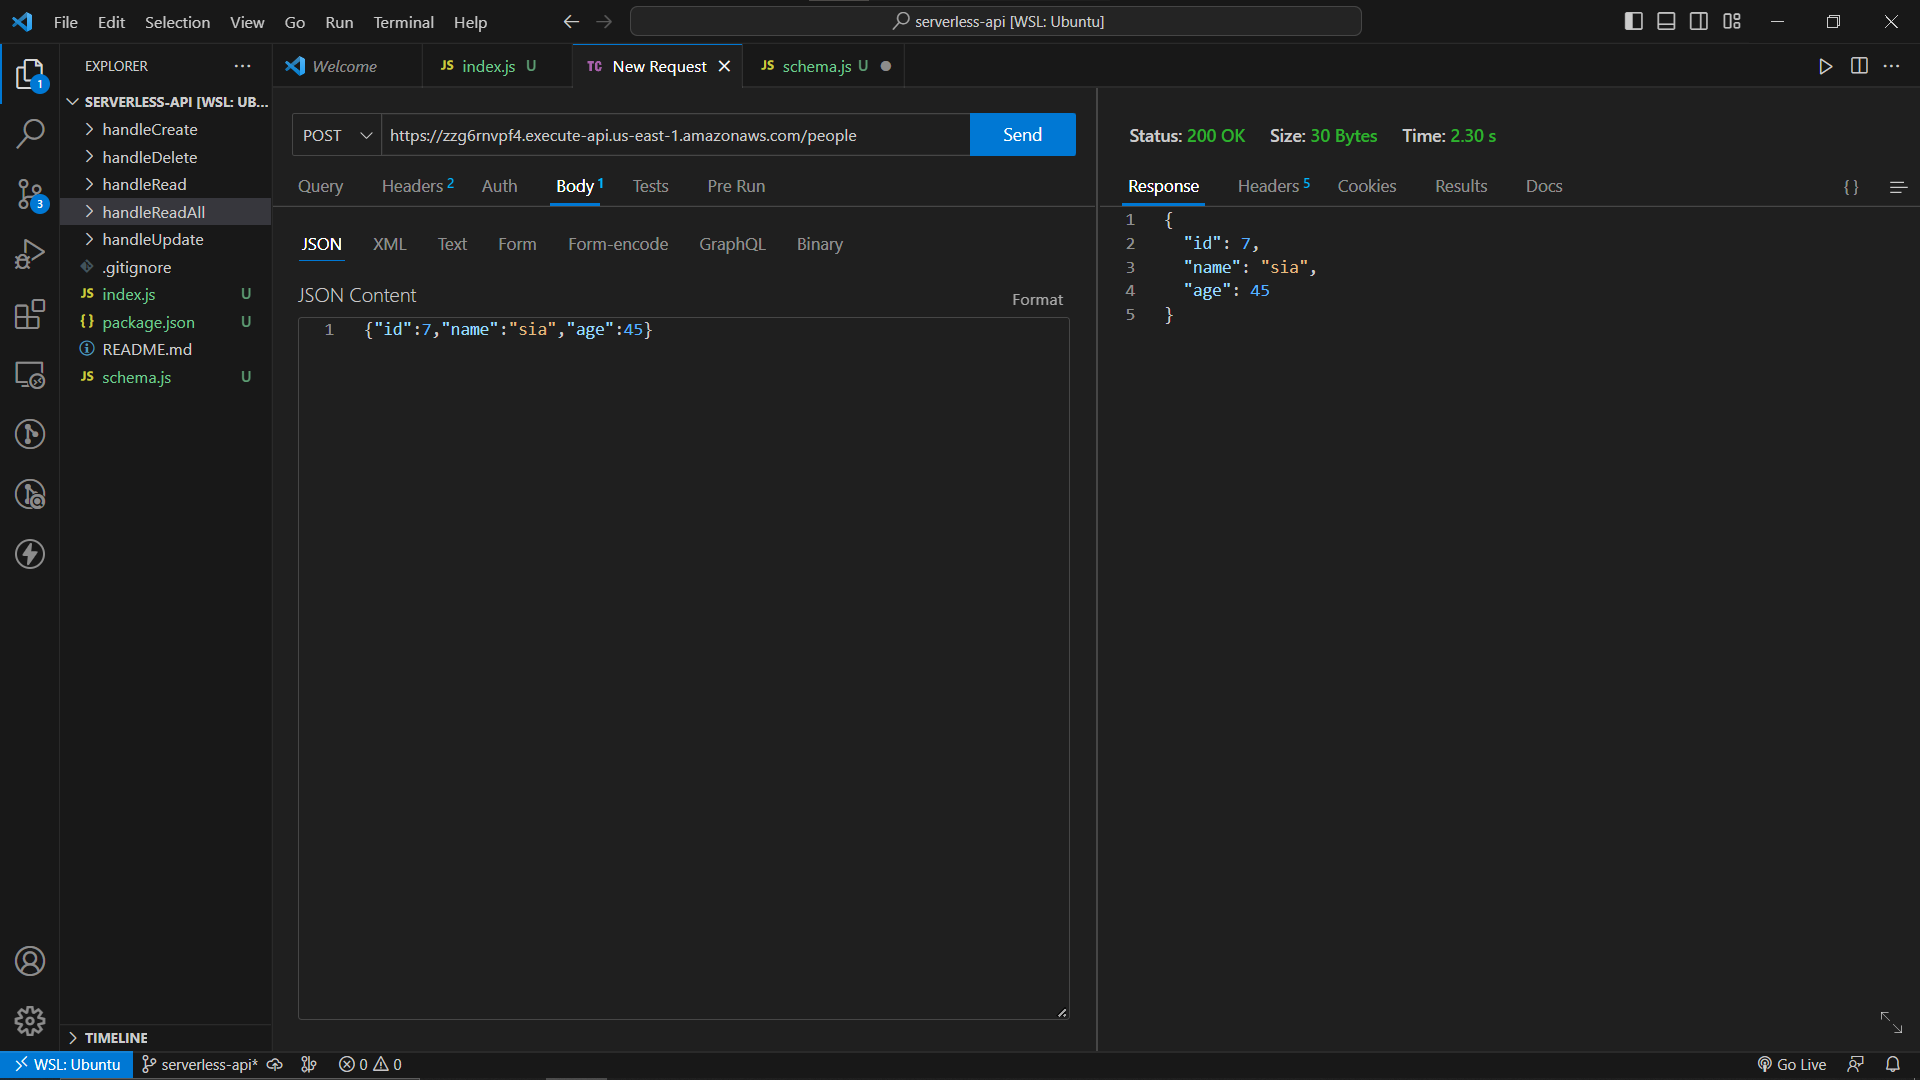 File Edit Selection View Go Run Terminal Help
serverless-api [WSL: Ubuntu]
EXPLORER
Welcome
JS index.js U
TC New Request
JS schema.js U
1
3
SERVERLESS-API [WSL: UB...
handleCreate
handleDelete
handleRead
handleReadAll
handleUpdate
.gitignore
JS index.js U
{} package.json U
README.md
JS schema.js U
TIMELINE
POST https://zzg6rnvpf4.execute-api.us-east-1.amazonaws.com/people Send
Query Headers 2 Auth Body 1 Tests Pre Run
JSON XML Text Form Form-encode GraphQL Binary
JSON Content
Format
1 {"id":7,"name":"sia","age":45}
Status: 200 OK Size: 30 Bytes Time: 2.30 s
Response Headers 5 Cookies Results Docs { }
1 {
2 "id": 7,
3 "name": "sia",
4 "age": 45
5 }
WSL: Ubuntu serverless-api* 0 0 Go Live